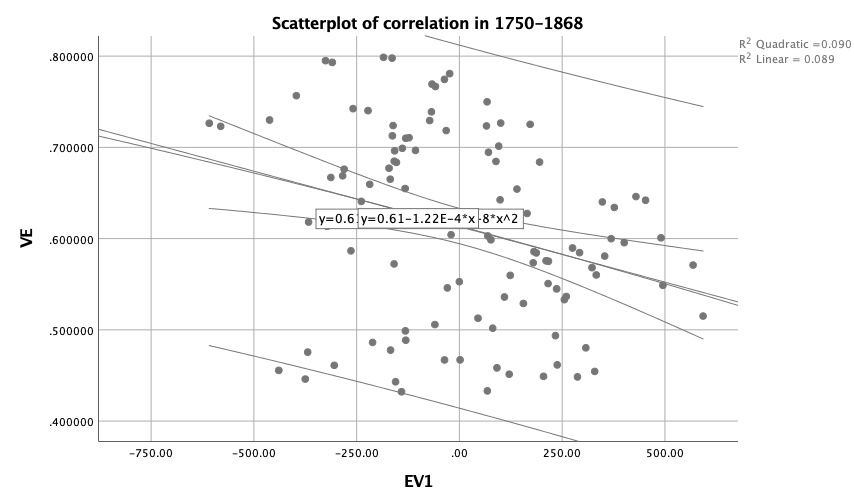 Scatterplot of correlation in 1750–1868
R² Quadratic =0.090
R² Linear = 0.089
.800000
.700000
.600000
.500000
.400000
VE
y=0.6
y=0.61–1.22E–4*x
-8*x^2
–750.00
–500.00
–250.00
.00
250.00
500.00
EV1